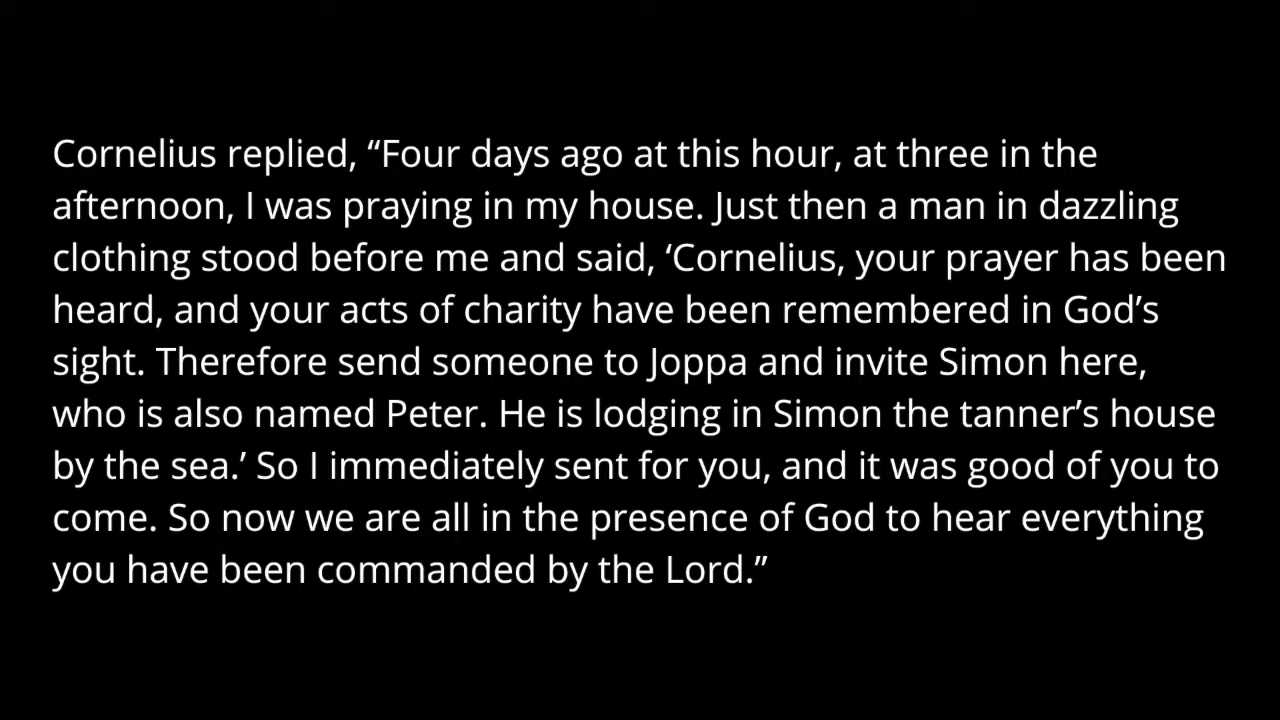 Cornelius replied, “Four days ago at this hour, at three in the
afternoon, I was praying in my house. Just then a man in dazzling
clothing stood before me and said, ‘Cornelius, your prayer has been
heard, and your acts of charity have been remembered in God’s
sight. Therefore send someone to Joppa and invite Simon here,
who is also named Peter. He is lodging in Simon the tanner’s house
by the sea.’ So I immediately sent for you, and it was good of you to
come. So now we are all in the presence of God to hear everything
you have been commanded by the Lord.”